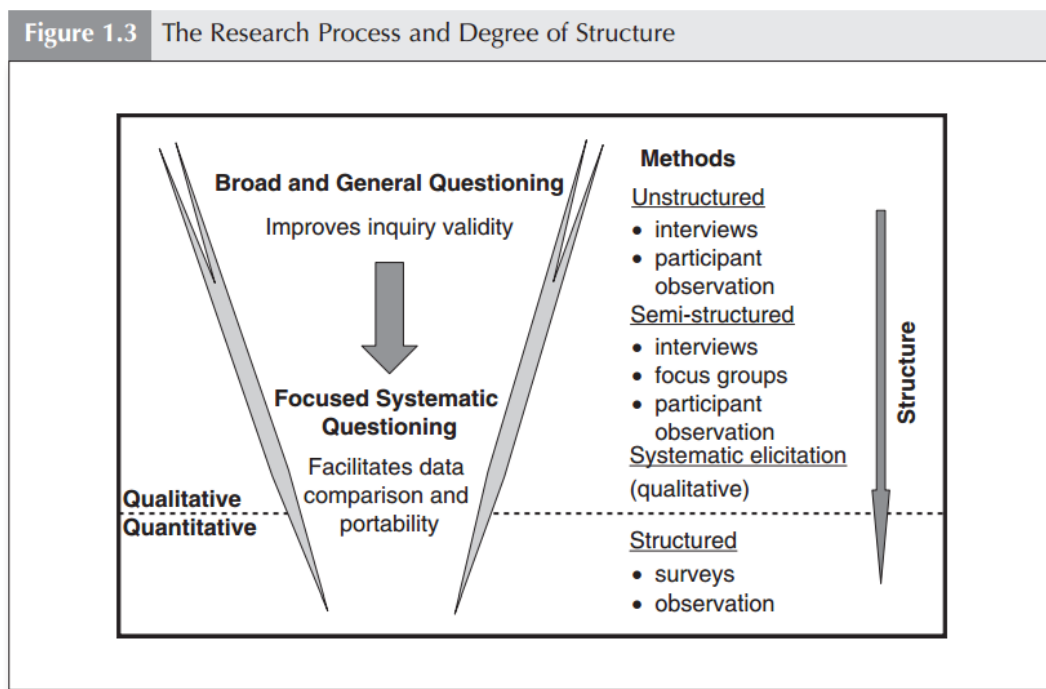 Figure 1.3 The Research Process and Degree of Structure
Broad and General Questioning
Improves inquiry validity
Focused Systematic
Questioning
Facilitates data
comparison and
portability
Qualitative
Quantitative
Methods
Unstructured
• interviews
• participant
observation
Semi-structured
• interviews
• focus groups
• participant
observation
Systematic elicitation
(qualitative)
Structured
• surveys
• observation
Structure